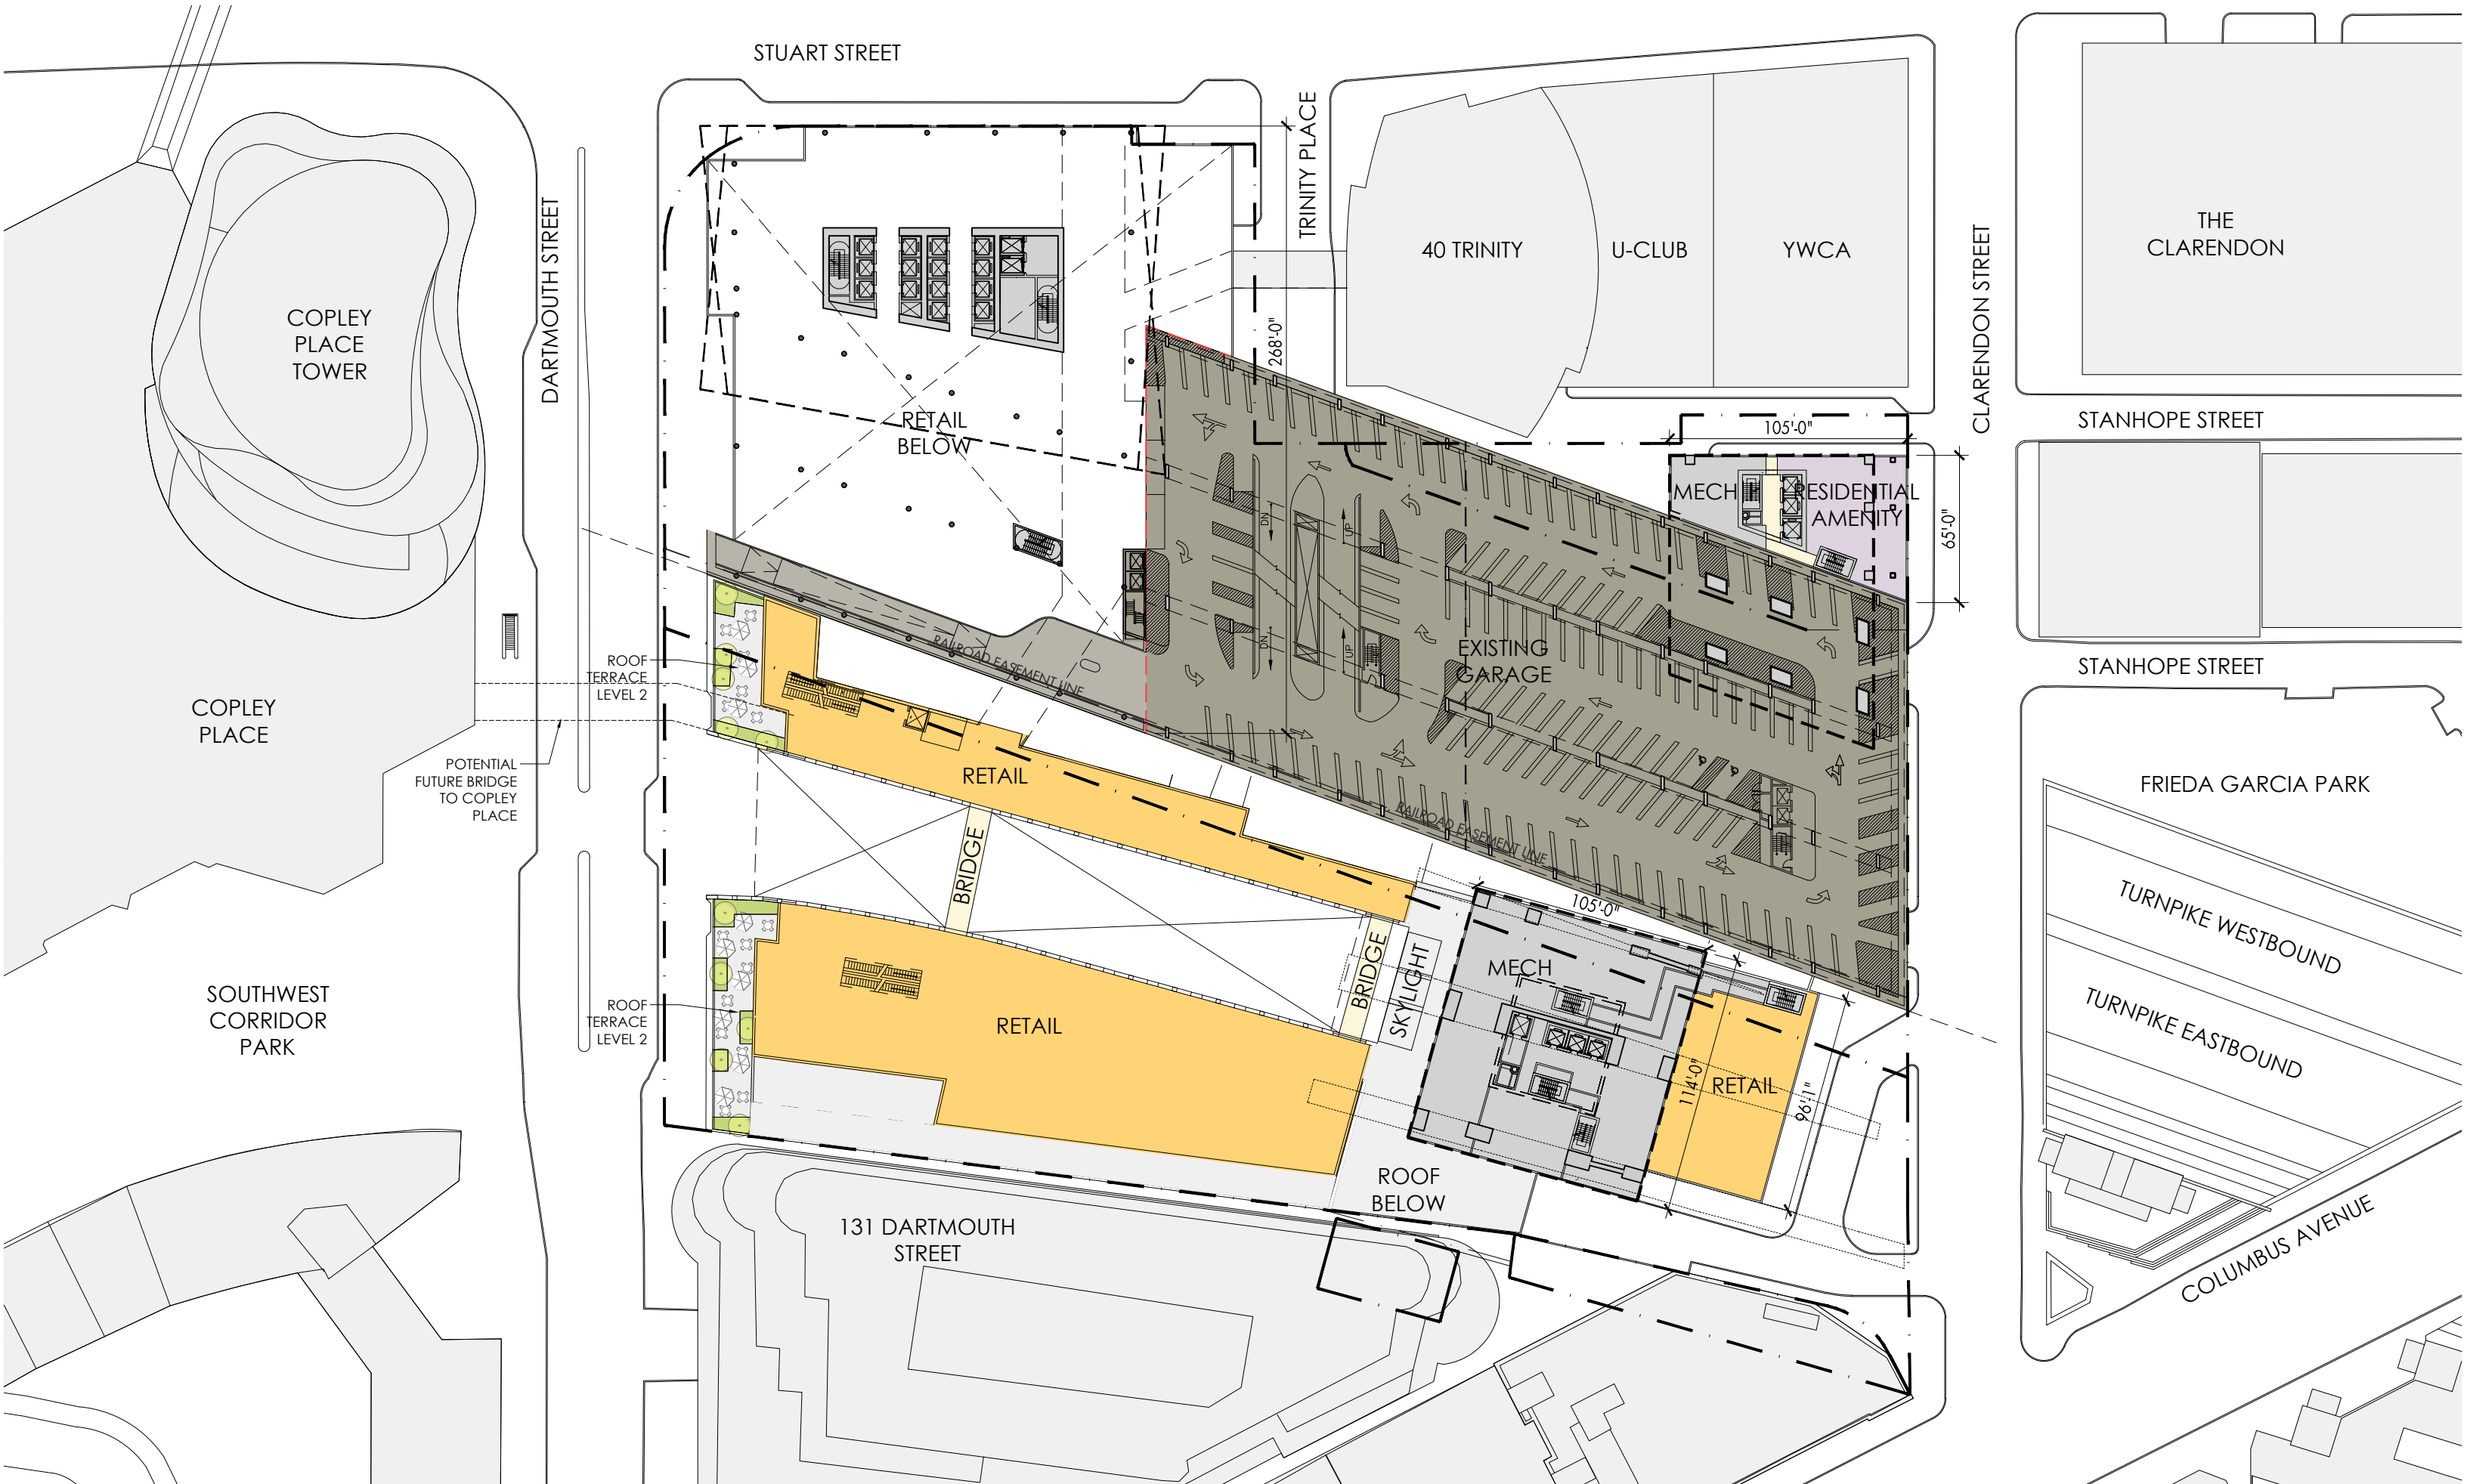 STUART STREET
TRINITY PLACE
DARTMOUTH STREET
CLARENDON STREET
COPLEY
PLACE
TOWER
40 TRINITY
U-CLUB
YWCA
THE
CLARENDON
268'-0"
RETAIL
BELOW
105'-0"
STANHOPE STREET
MECH
RESIDENTIAL
AMENITY
65'-0"
DN
UP
DN
UP
EXISTING
GARAGE
RAILROAD EASEMENT LINE
ROOF
TERRACE
LEVEL 2
STANHOPE STREET
COPLEY
PLACE
POTENTIAL
FUTURE BRIDGE
TO COPLEY
PLACE
RETAIL
FRIEDA GARCIA PARK
RAILROAD EASEMENT LINE
BRIDGE
105'-0"
TURNPIKE WESTBOUND
BRIDGE
SKYLIGHT
MECH
SOUTHWEST
CORRIDOR
PARK
ROOF
TERRACE
LEVEL 2
RETAIL
TURNPIKE EASTBOUND
114'-0"
RETAIL
96'-1"
ROOF
BELOW
131 DARTMOUTH
STREET
COLUMBUS AVENUE